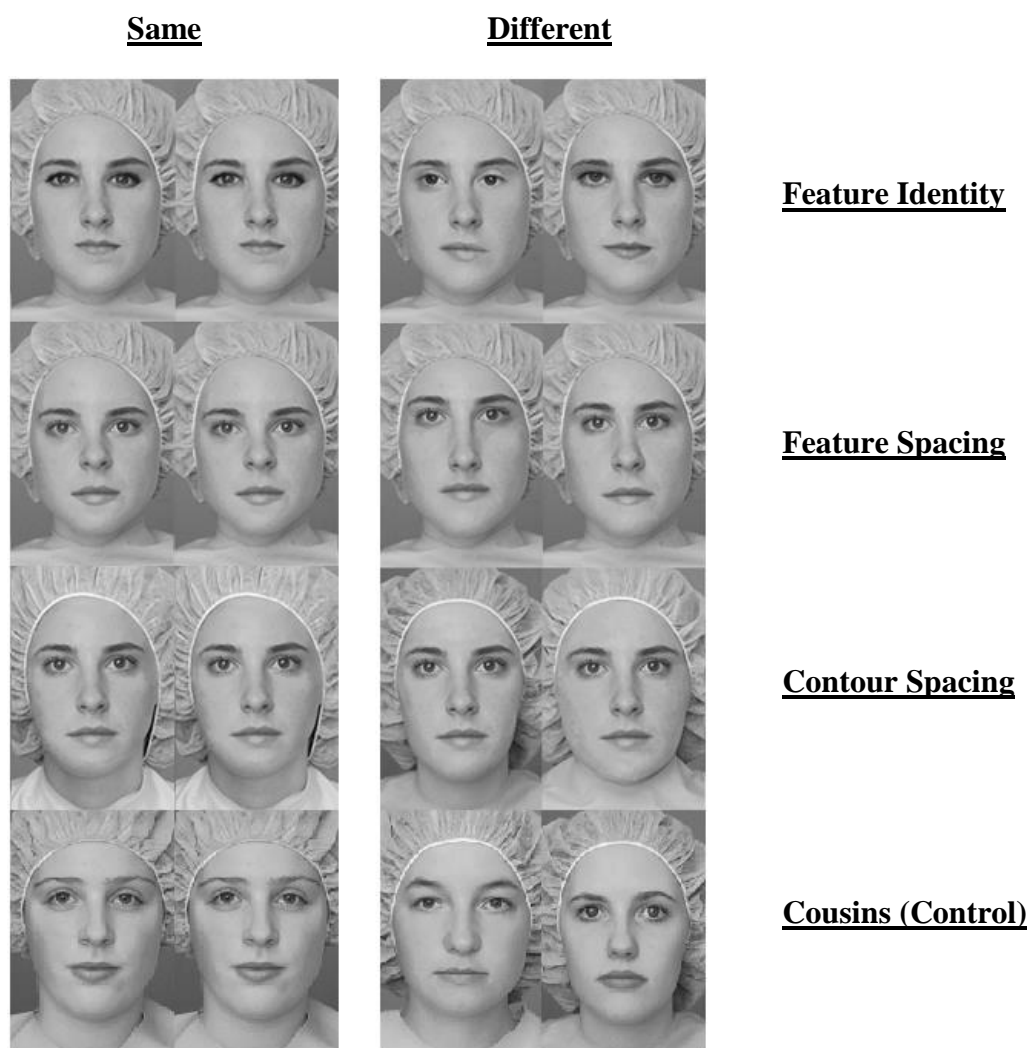 Same
Different
Feature Identity
Feature Spacing
Contour Spacing
Cousins (Control)